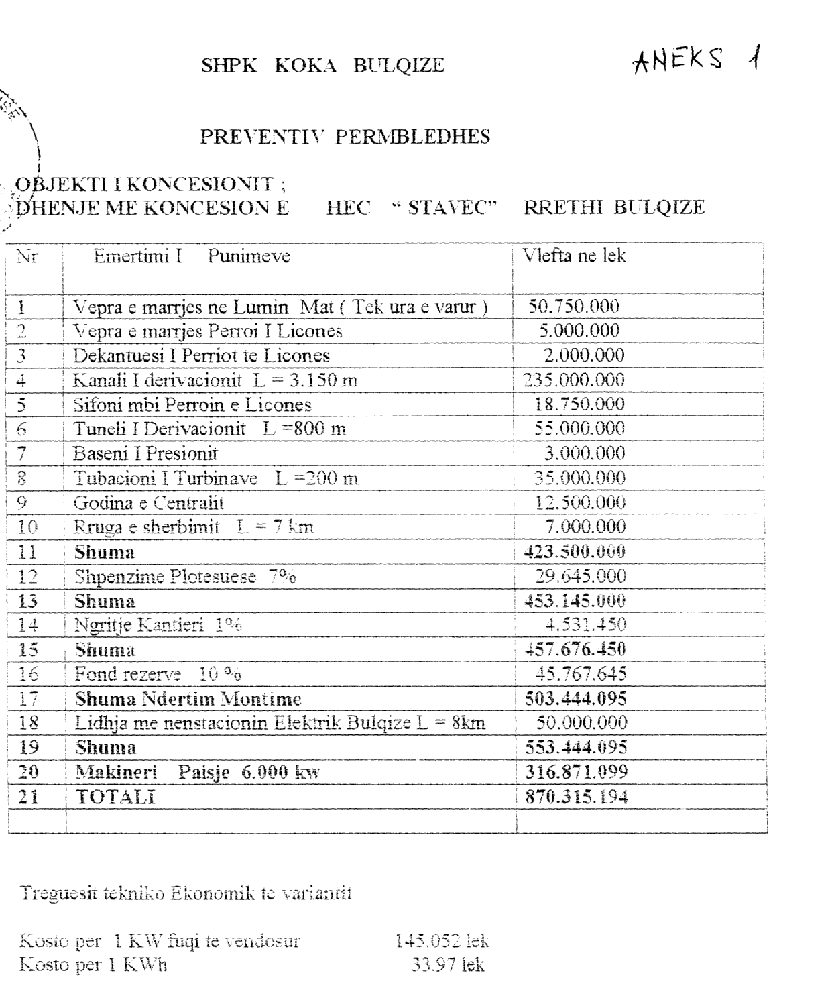 ANEKS 1
SHPK KOKA BULQIZE
PREVENTIV PERMBLEDHES
OBJEKTI I KONCESIONIT ;
DHENJE ME KONCESION E HEC “ STAVEC” RRETHI BULQIZE
Nr Emertimi I Punimeve Vlefta ne lek
1 Vepra e marrjes ne Lumin Mat ( Tek ura e varur ) 50.750.000
2 Vepra e marrjes Perroi I Licones 5.000.000
3 Dekantuesi I Perriot te Licones 2.000.000
4 Kanali I derivacionit L = 3.150 m 235.000.000
5 Sifoni mbi Perroin e Licones 18.750.000
6 Tuneli I Derivacionit L =800 m 55.000.000
7 Baseni I Presionit 3.000.000
8 Tubacioni I Turbinave L =200 m 35.000.000
9 Godina e Centralit 12.500.000
10 Rruga e sherbimit L = 7 km 7.000.000
11 Shuma 423.500.000
12 Shpenzime Plotesuese 7% 29.645.000
13 Shuma 453.145.000
14 Ngritje Kantieri 1% 4.531.450
15 Shuma 457.676.450
16 Fond rezerve 10 % 45.767.645
17 Shuma Ndertim Montime 503.444.095
18 Lidhja me nenstacionin Elektrik Bulqize L = 8km 50.000.000
19 Shuma 553.444.095
20 Makineri Paisje 6.000 kw 316.871.099
21 TOTALI 870.315.194
Treguesit tekniko Ekonomik te variantit
Kosto per 1 KW fuqi te vendosur 145.052 lek
Kosto per 1 KWh 33.97 lek